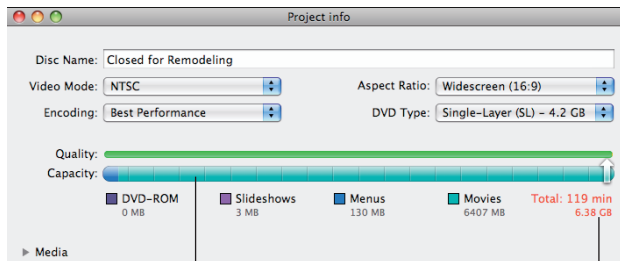 Project info
Disc Name: Closed for Remodeling
Video Mode: NTSC Aspect Ratio: Widescreen (16:9)
Encoding: Best Performance DVD Type: Single-Layer (SL) – 4.2 GB
Quality:
Capacity:
DVD-ROM Slideshows Menus Movies Total: 119 min
0 MB 3 MB 130 MB 6407 MB 6.38 GB
Media